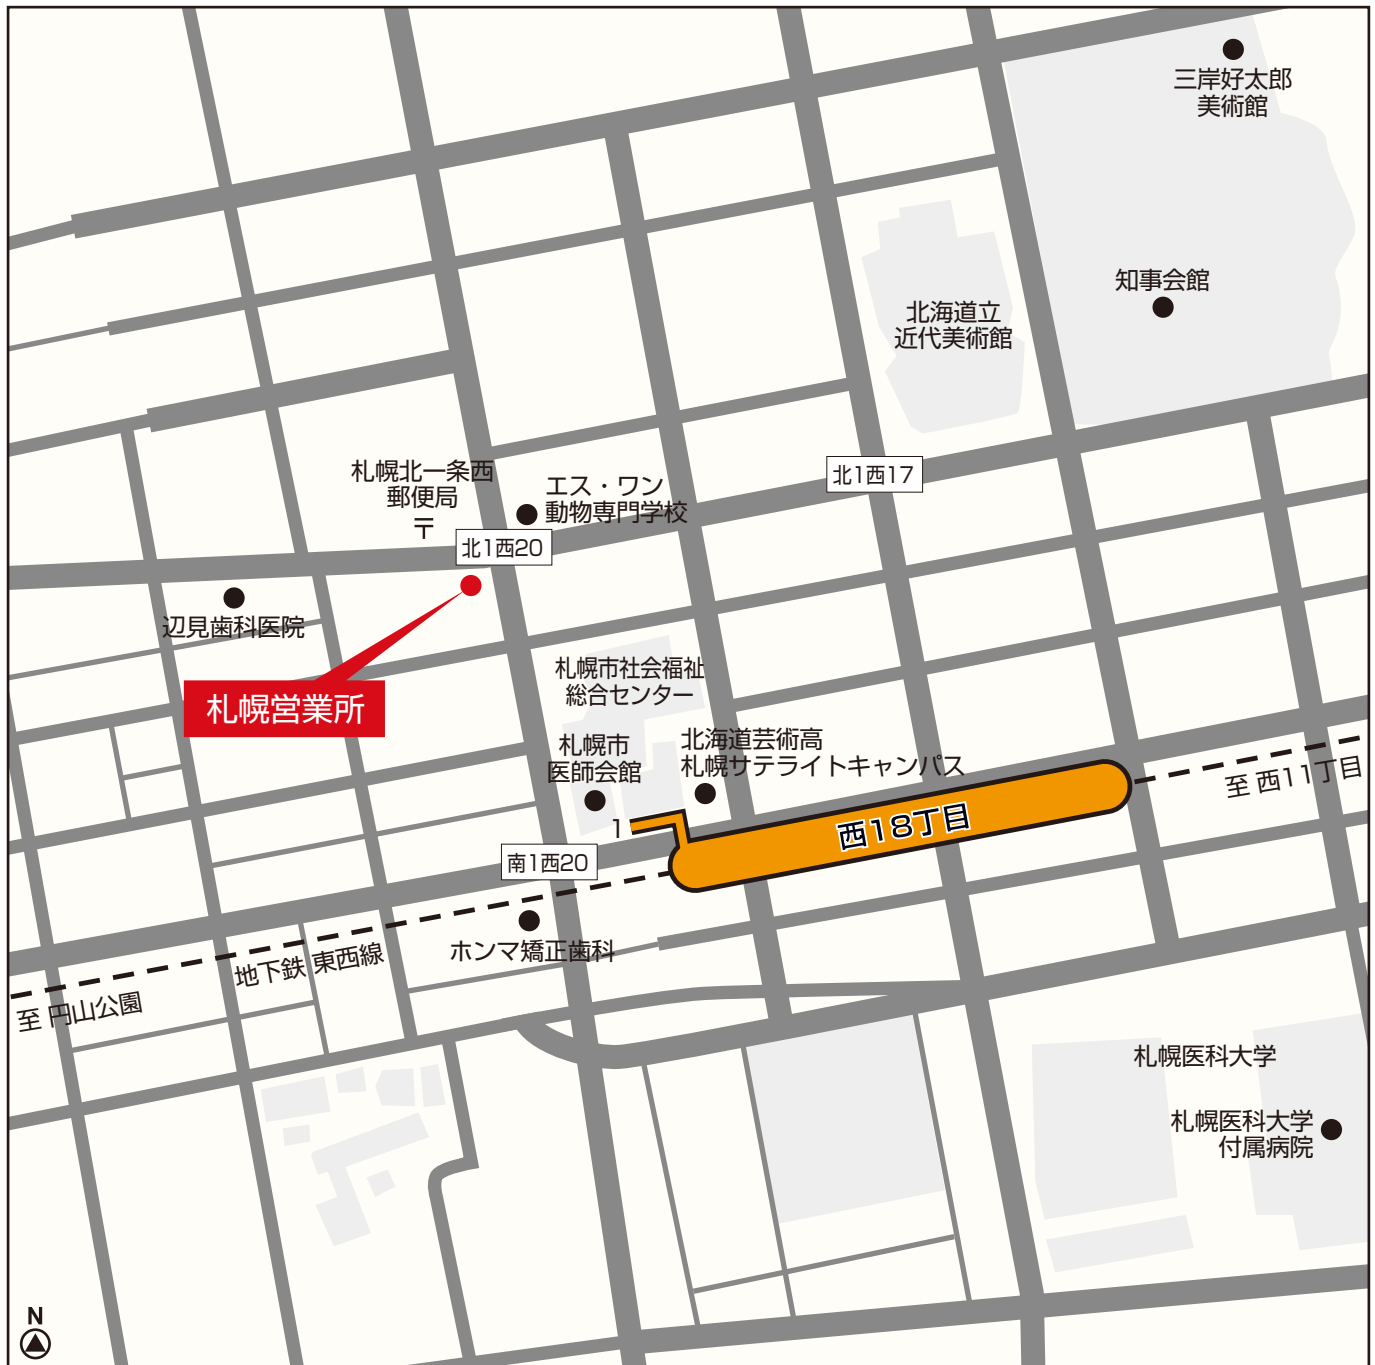 三岸好太郎
美術館
知事会館
北海道立
近代美術館
札幌北一条西
郵便局
〒
エス・ワン
動物専門学校
北1西17
北1西20
辺見歯科医院
札幌営業所
札幌市社会福祉
総合センター
札幌市
医師会館
北海道芸術高
札幌サテライトキャンパス
至 西11丁目
西18丁目
1
南1西20
ホンマ矯正歯科
地下鉄 東西線
至 円山公園
札幌医科大学
札幌医科大学
付属病院
N